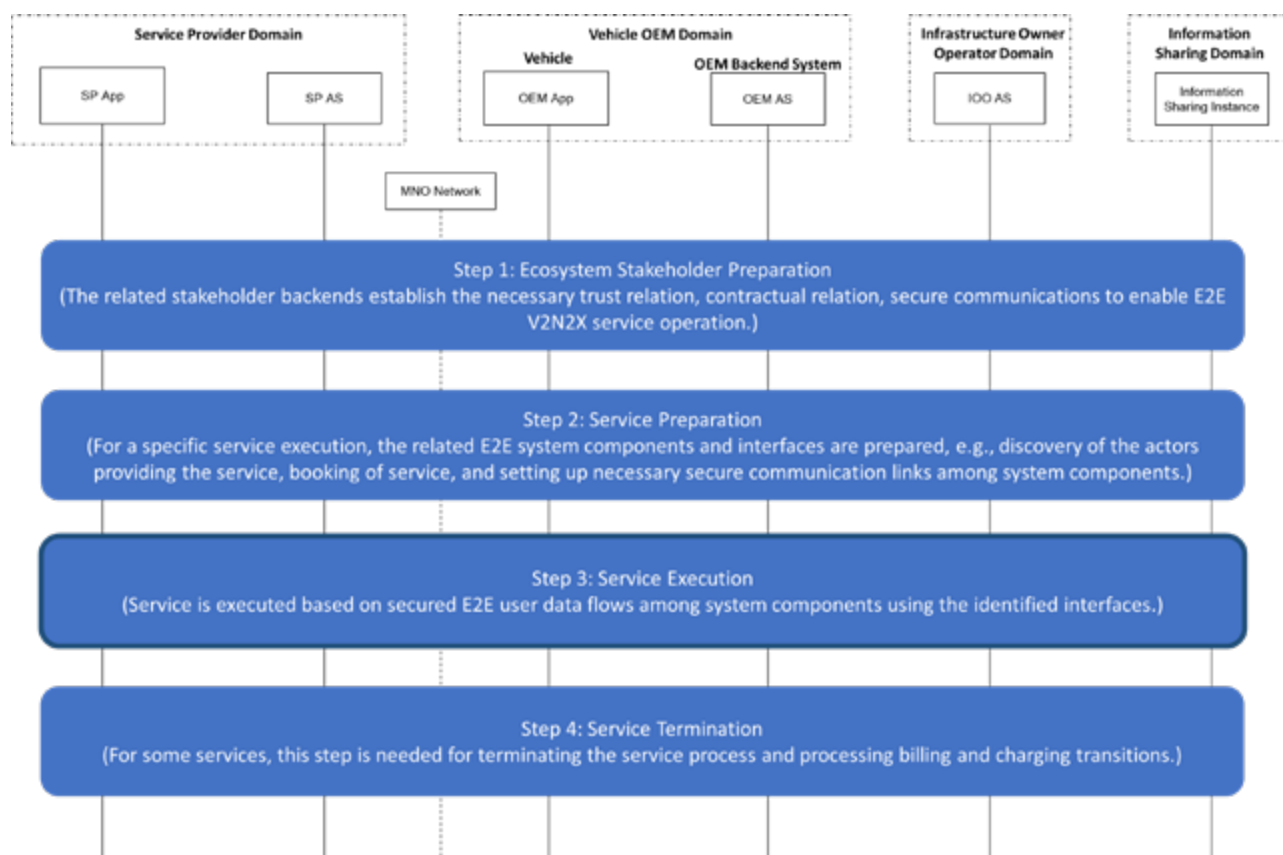 Service Provider Domain
Vehicle OEM Domain
Infrastructure Owner
Operator Domain
Information
Sharing Domain
Vehicle
OEM Backend System
SP App
SP AS
OEM App
OEM AS
IOO AS
Information
Sharing Instance
MNO Network
Step 1: Ecosystem Stakeholder Preparation
(The related stakeholder backends establish the necessary trust relation, contractual relation, secure communications to enable E2E
V2N2X service operation.)
Step 2: Service Preparation
(For a specific service execution, the related E2E system components and interfaces are prepared, e.g., discovery of the actors
providing the service, booking of service, and setting up necessary secure communication links among system components.)
Step 3: Service Execution
(Service is executed based on secured E2E user data flows among system components using the identified interfaces.)
Step 4: Service Termination
(For some services, this step is needed for terminating the service process and processing billing and charging transitions.)